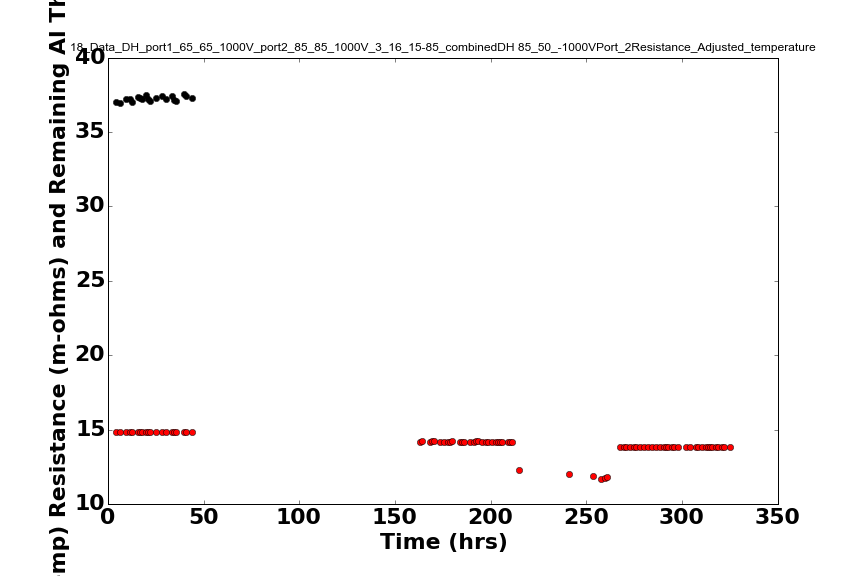 18_Data_DH_port1_65_65_1000V_port2_85_85_1000V_3_16_15-85_combinedDH 85_50_-1000VPort_2Resistance_Adjusted_temperature
mp) Resistance (m-ohms) and Remaining Al Th
40
35
30
25
20
15
10
0 50 100 150 200 250 300 350
Time (hrs)